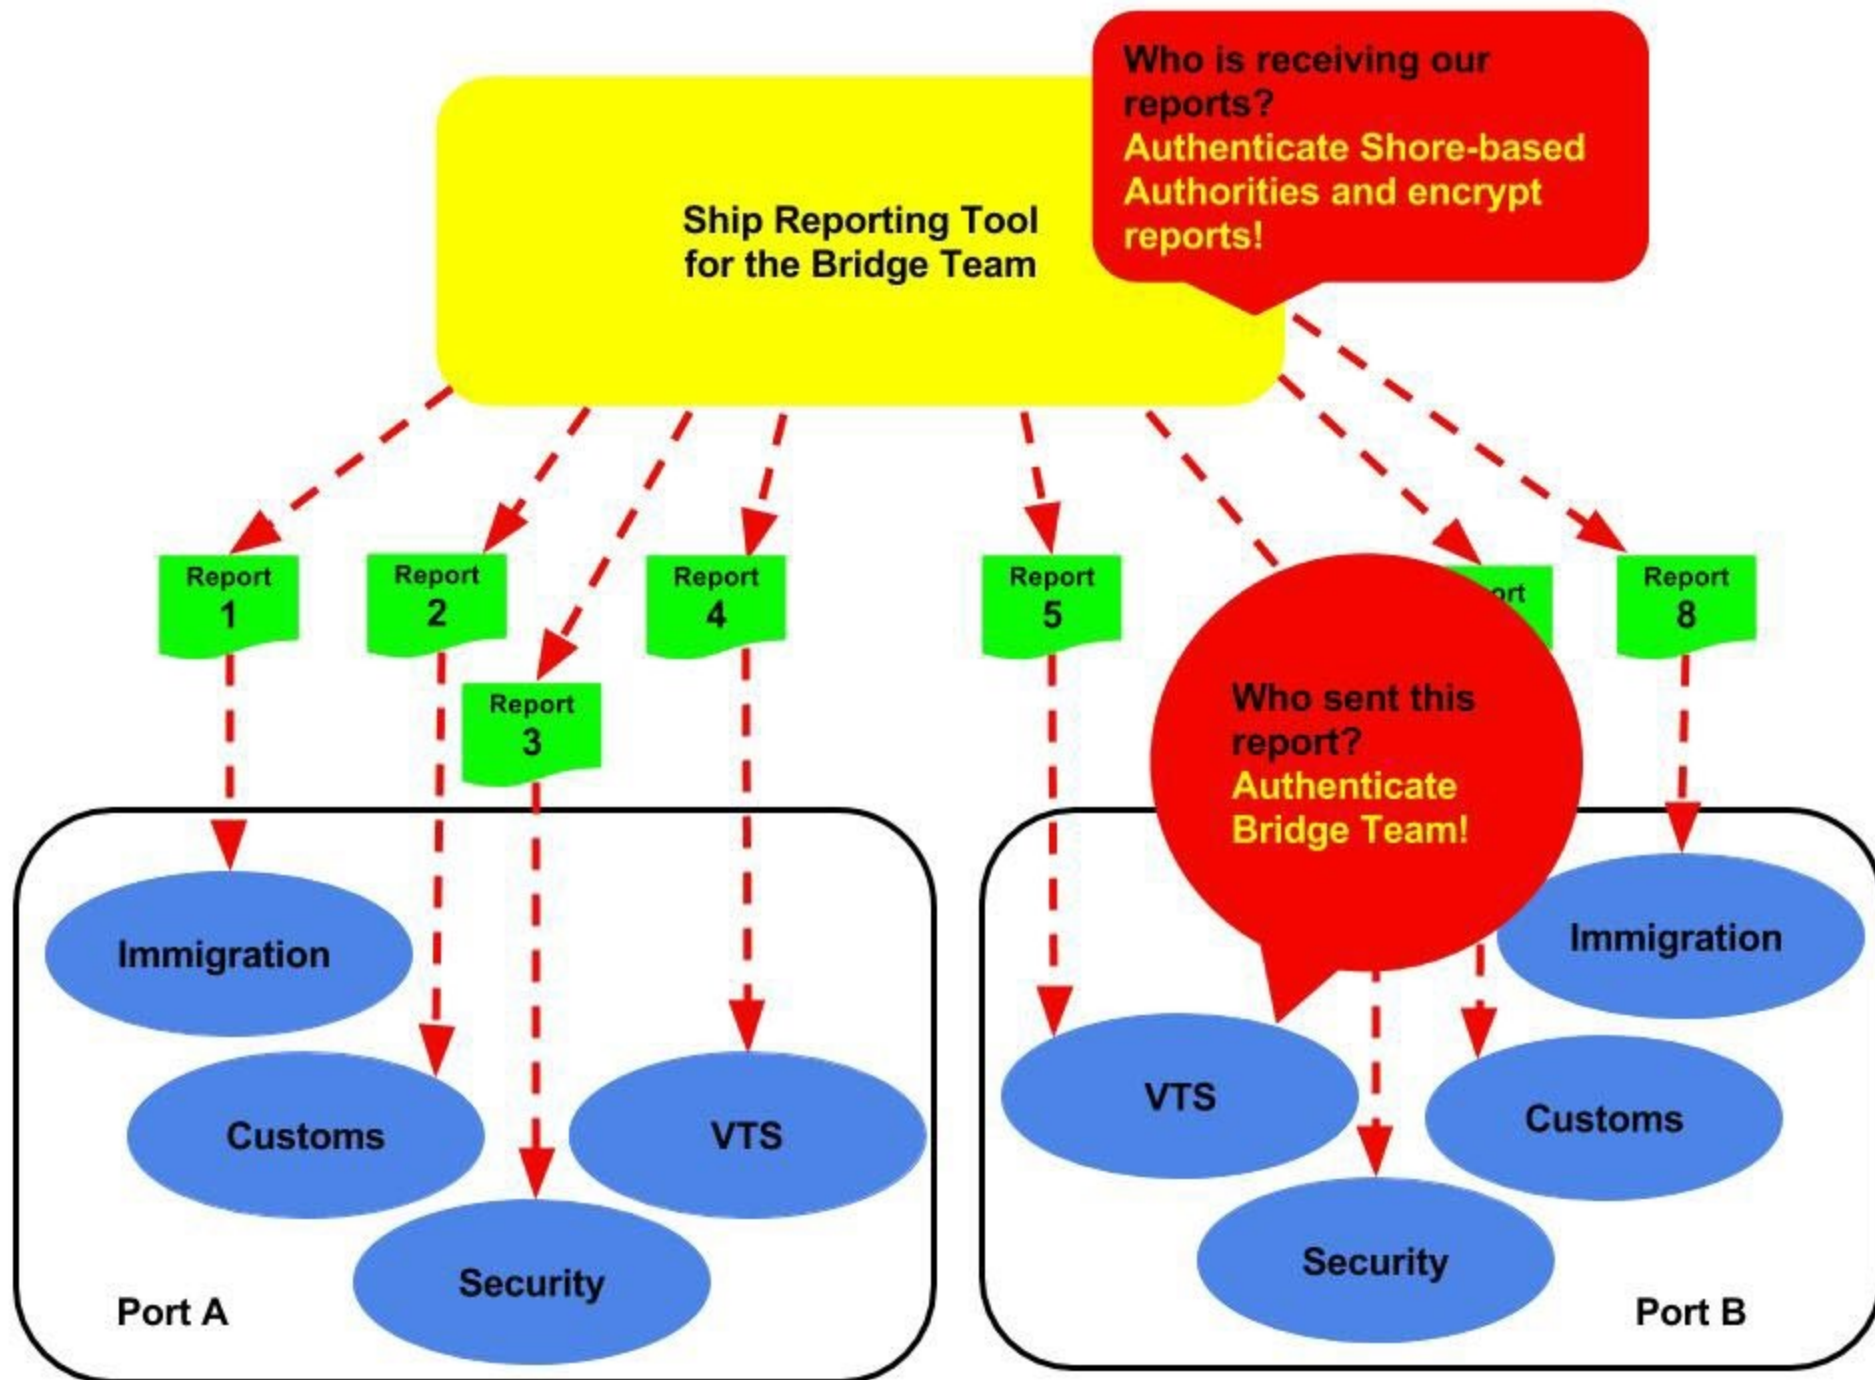 Who is receiving our
reports?
Authenticate Shore-based
Authorities and encrypt
reports!
Ship Reporting Tool
for the Bridge Team
Report
1
Report
2
Report
3
Report
4
Report
5
ort
Report
8
Who sent this
report?
Authenticate
Bridge Team!
Immigration
Customs
Security
VTS
Port A
VTS
Security
Customs
Immigration
Port B